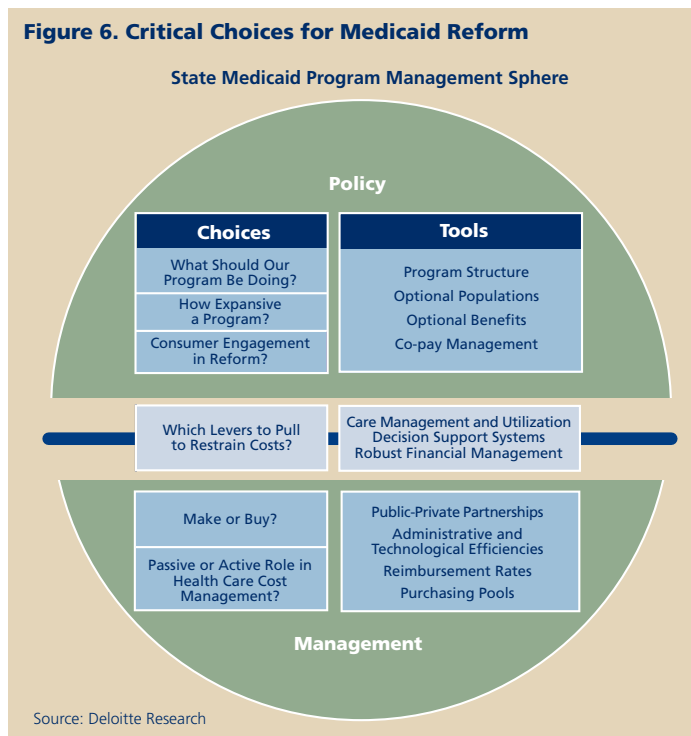 Figure 6. Critical Choices for Medicaid Reform
State Medicaid Program Management Sphere
Policy
Choices
What Should Our
Program Be Doing?
How Expansive
a Program?
Consumer Engagement
in Reform?
Tools
Program Structure
Optional Populations
Optional Benefits
Co-pay Management
Which Levers to Pull
to Restrain Costs?
Care Management and Utilization
Decision Support Systems
Robust Financial Management
Make or Buy?
Passive or Active Role in
Health Care Cost
Management?
Public-Private Partnerships
Administrative and
Technological Efficiencies
Reimbursement Rates
Purchasing Pools
Management
Source: Deloitte Research